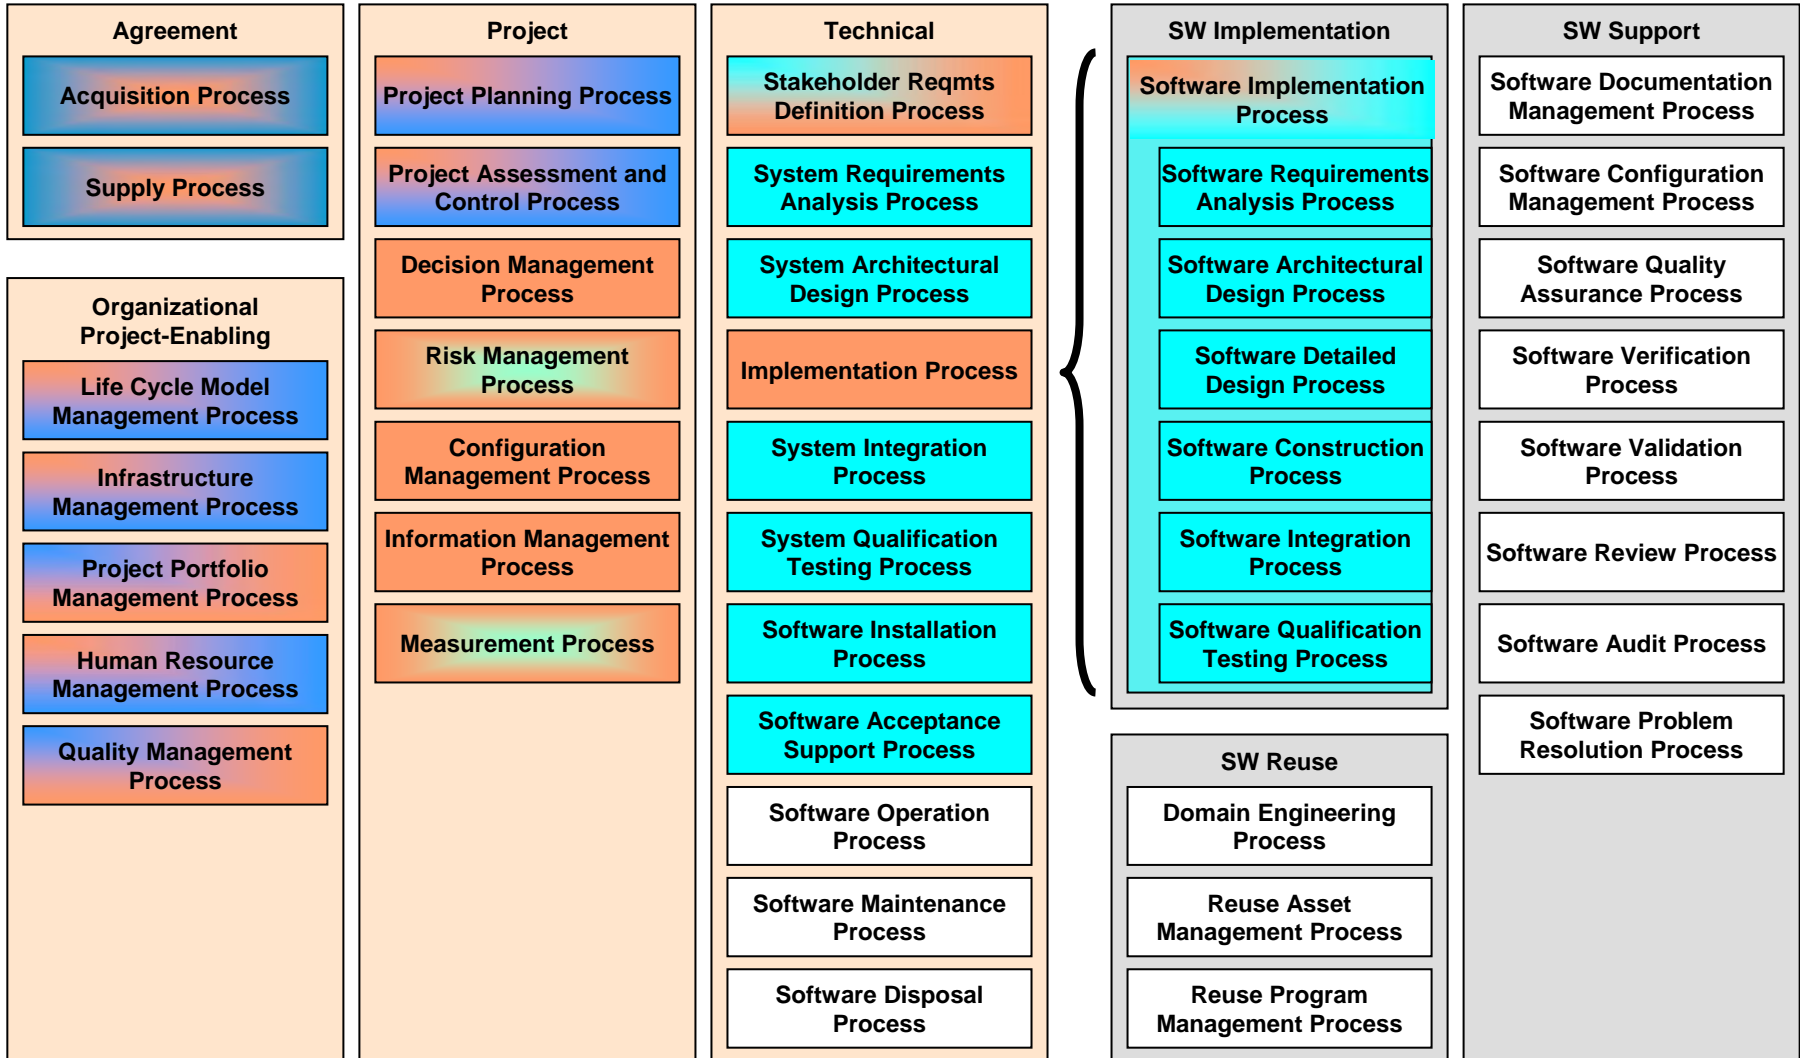 Agreement
Acquisition Process
Supply Process
Organizational
Project-Enabling
Life Cycle Model
Management Process
Infrastructure
Management Process
Project Portfolio
Management Process
Human Resource
Management Process
Quality Management
Process
Project
Project Planning Process
Project Assessment and
Control Process
Decision Management
Process
Risk Management
Process
Configuration
Management Process
Information Management
Process
Measurement Process
Technical
Stakeholder Reqmts
Definition Process
System Requirements
Analysis Process
System Architectural
Design Process
Implementation Process
System Integration
Process
System Qualification
Testing Process
Software Installation
Process
Software Acceptance
Support Process
Software Operation
Process
Software Maintenance
Process
Software Disposal
Process
SW Implementation
Software Implementation
Process
Software Requirements
Analysis Process
Software Architectural
Design Process
Software Detailed
Design Process
Software Construction
Process
Software Integration
Process
Software Qualification
Testing Process
SW Reuse
Domain Engineering
Process
Reuse Asset
Management Process
Reuse Program
Management Process
SW Support
Software Documentation
Management Process
Software Configuration
Management Process
Software Quality
Assurance Process
Software Verification
Process
Software Validation
Process
Software Review Process
Software Audit Process
Software Problem
Resolution Process